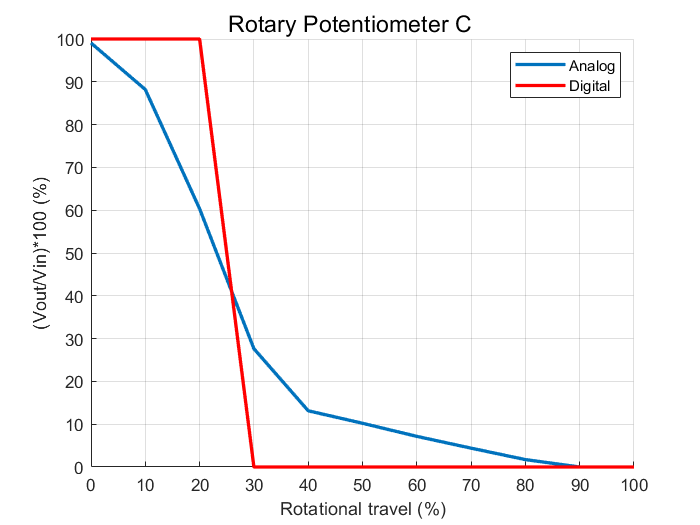 Rotary Potentiometer C
100
90
80
70
60
50
40
30
20
10
0
(Vout/Vin)*100 (%)
Analog
Digital
0 10 20 30 40 50 60 70 80 90 100
Rotational travel (%)